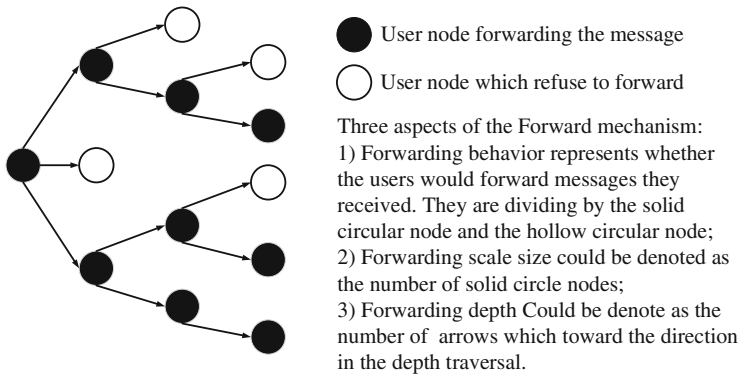 User node forwarding the message
User node which refuse to forward
Three aspects of the Forward mechanism:
1) Forwarding behavior represents whether
the users would forward messages they
received. They are dividing by the solid
circular node and the hollow circular node;
2) Forwarding scale size could be denoted as
the number of solid circle nodes;
3) Forwarding depth Could be denote as the
number of arrows which toward the direction
in the depth traversal.